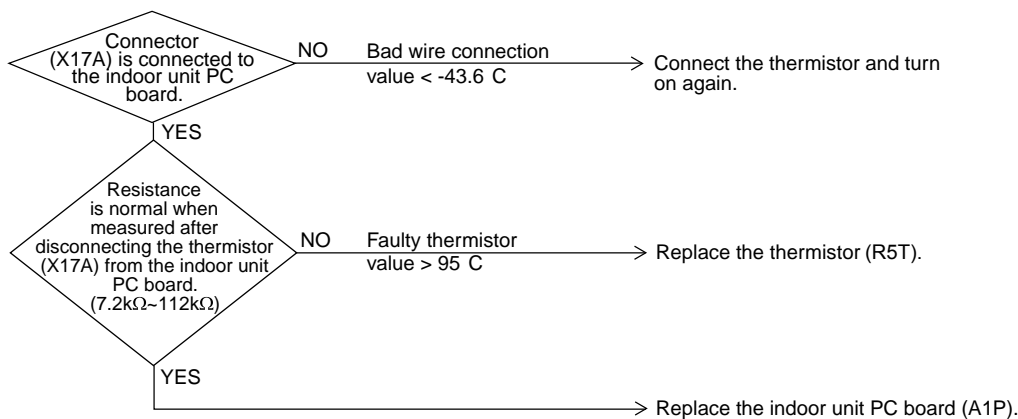 Connector
(X17A) is connected to
the indoor unit PC
board.
NO
Bad wire connection
value < -43.6 C
Connect the thermistor and turn
on again.
YES
Resistance
is normal when
measured after
disconnecting the thermistor
(X17A) from the indoor unit
PC board.
(7.2kΩ~112kΩ)
NO
Faulty thermistor
value > 95 C
Replace the thermistor (R5T).
YES
Replace the indoor unit PC board (A1P).